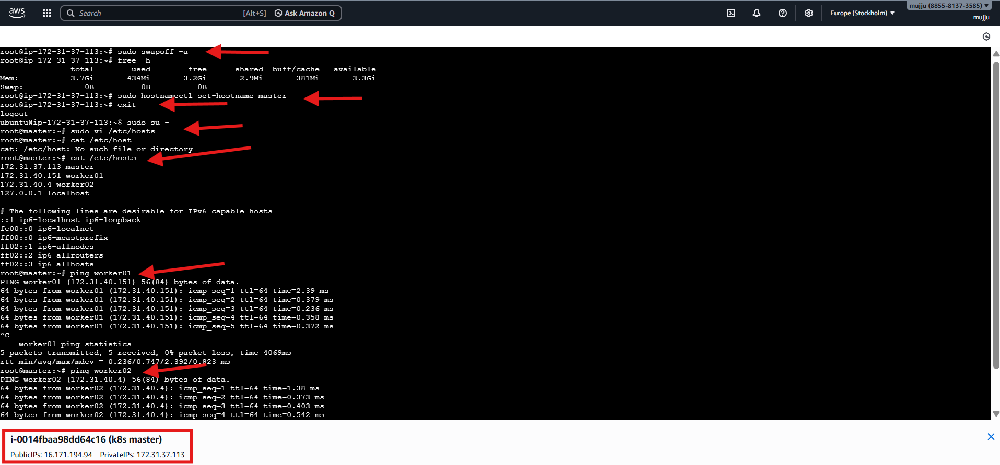 mujju (8855-8137-3585)
aws Search [Alt+S] Ask Amazon Q Europe (Stockholm)
mujju
root@ip-172-31-37-113:~# sudo swapoff -a
root@ip-172-31-37-113:~# free -h
total used free shared buff/cache available
Mem: 3.7Gi 434Mi 3.2Gi 2.9Mi 381Mi 3.3Gi
Swap: 0B 0B 0B
root@ip-172-31-37-113:~# sudo hostnamectl set-hostname master
root@ip-172-31-37-113:~# exit
logout
ubuntu@ip-172-31-37-113:~$ sudo su -
root@master:~# sudo vi /etc/hosts
root@master:~# cat /etc/host
cat: /etc/host: No such file or directory
root@master:~# cat /etc/hosts
172.31.37.113 master
172.31.40.151 worker01
172.31.40.4 worker02
127.0.0.1 localhost
# The following lines are desirable for IPv6 capable hosts
::1 ip6-localhost ip6-loopback
fe00::0 ip6-localnet
ff00::0 ip6-mcastprefix
ff02::1 ip6-allnodes
ff02::2 ip6-allrouters
ff02::3 ip6-allhosts
root@master:~# ping worker01
PING worker01 (172.31.40.151) 56(84) bytes of data.
64 bytes from worker01 (172.31.40.151): icmp_seq=1 ttl=64 time=2.39 ms
64 bytes from worker01 (172.31.40.151): icmp_seq=2 ttl=64 time=0.379 ms
64 bytes from worker01 (172.31.40.151): icmp_seq=3 ttl=64 time=0.236 ms
64 bytes from worker01 (172.31.40.151): icmp_seq=4 ttl=64 time=0.358 ms
64 bytes from worker01 (172.31.40.151): icmp_seq=5 ttl=64 time=0.372 ms
^C
--- worker01 ping statistics ---
5 packets transmitted, 5 received, 0% packet loss, time 4069ms
rtt min/avg/max/mdev = 0.236/0.747/2.392/0.823 ms
root@master:~# ping worker02
PING worker02 (172.31.40.4) 56(84) bytes of data.
64 bytes from worker02 (172.31.40.4): icmp_seq=1 ttl=64 time=1.38 ms
64 bytes from worker02 (172.31.40.4): icmp_seq=2 ttl=64 time=0.373 ms
64 bytes from worker02 (172.31.40.4): icmp_seq=3 ttl=64 time=0.403 ms
64 bytes from worker02 (172.31.40.4): icmp_seq=4 ttl=64 time=0.542 ms
i-0014fbaa98dd64c16 (k8s master)
PublicIPs: 16.171.194.94 PrivateIPs: 172.31.37.113